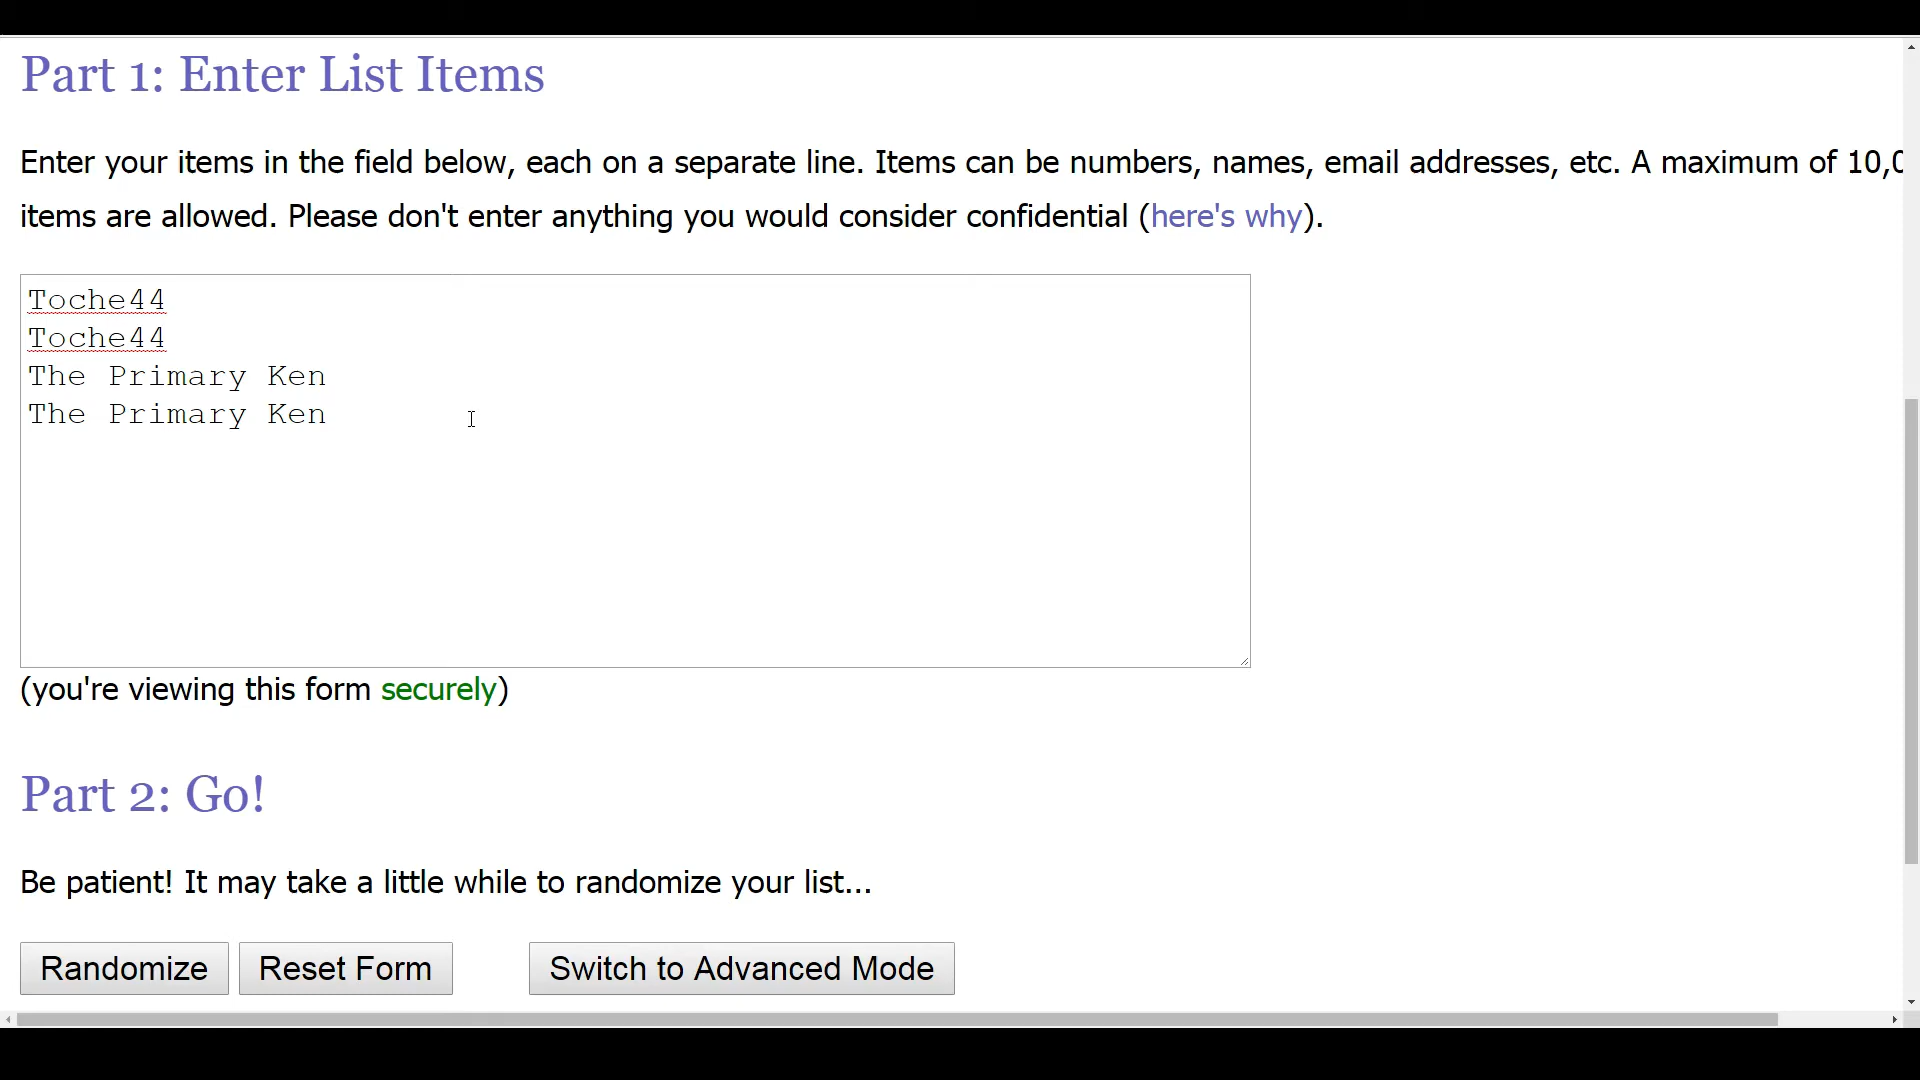 Part 1: Enter List Items
Enter your items in the field below, each on a separate line. Items can be numbers, names, email addresses, etc. A maximum of 10,0
items are allowed. Please don't enter anything you would consider confidential (here's why).
Toche44
Toche44
The Primary Ken
The Primary Ken
(you're viewing this form securely)
Part 2: Go!
Be patient! It may take a little while to randomize your list...
Randomize Reset Form Switch to Advanced Mode